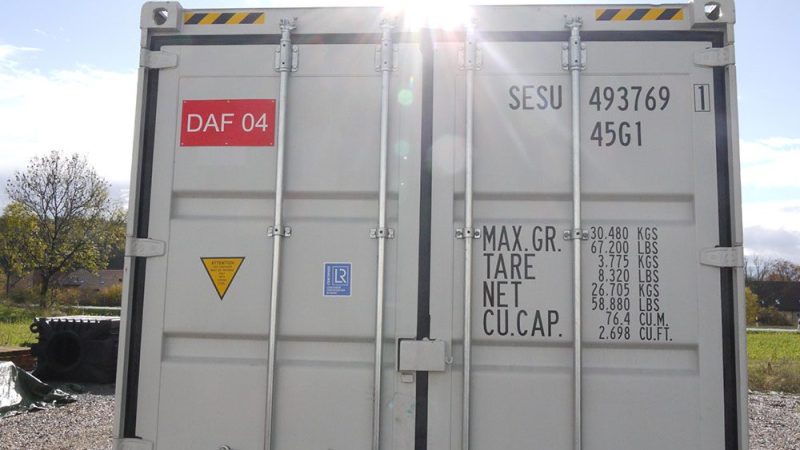 DAF 04
SESU 493769 1
45G1
ATTENTION
LR
MAX.GR. 30.480 KGS
67.200 LBS
TARE 3.775 KGS
8.320 LBS
NET 26.705 KGS
58.880 LBS
CU.CAP. 76.4 CU.M.
2.698 CU.FT.